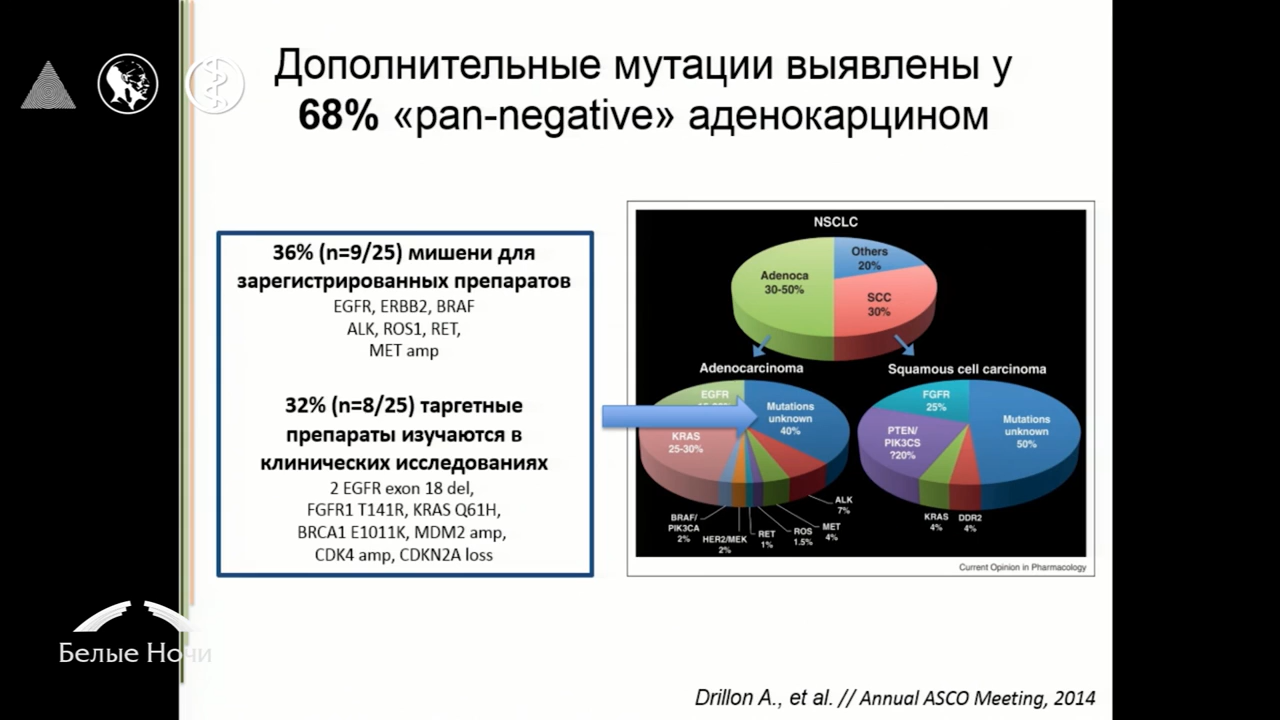 Дополнительные мутации выявлены у
68% «pan-negative» аденокарцином
36% (n=9/25) мишени для
зарегистрированных препаратов
EGFR, ERBB2, BRAF
ALK, ROS1, RET,
MET amp
32% (n=8/25) таргетные
препараты изучаются в
клинических исследованиях
2 EGFR exon 18 del,
FGFR1 T141R, KRAS Q61H,
BRCA1 E1011K, MDM2 amp,
CDK4 amp, CDKN2A loss
NSCLC
Others
20%
Adenoca
30-50%
SCC
30%
Adenocarcinoma
EGFR
Mutations
unknown
40%
KRAS
25-30%
ALK
7%
MET
4%
ROS
1.5%
RET
1%
HER2/MEK
2%
BRAF/
PIK3CA
2%
Squamous cell carcinoma
FGFR
25%
Mutations
unknown
50%
PTEN/
PIK3CS
?20%
KRAS
4%
DDR2
4%
Current Opinion in Pharmacology
Белые Ночи
Drillon A., et al. // Annual ASCO Meeting, 2014